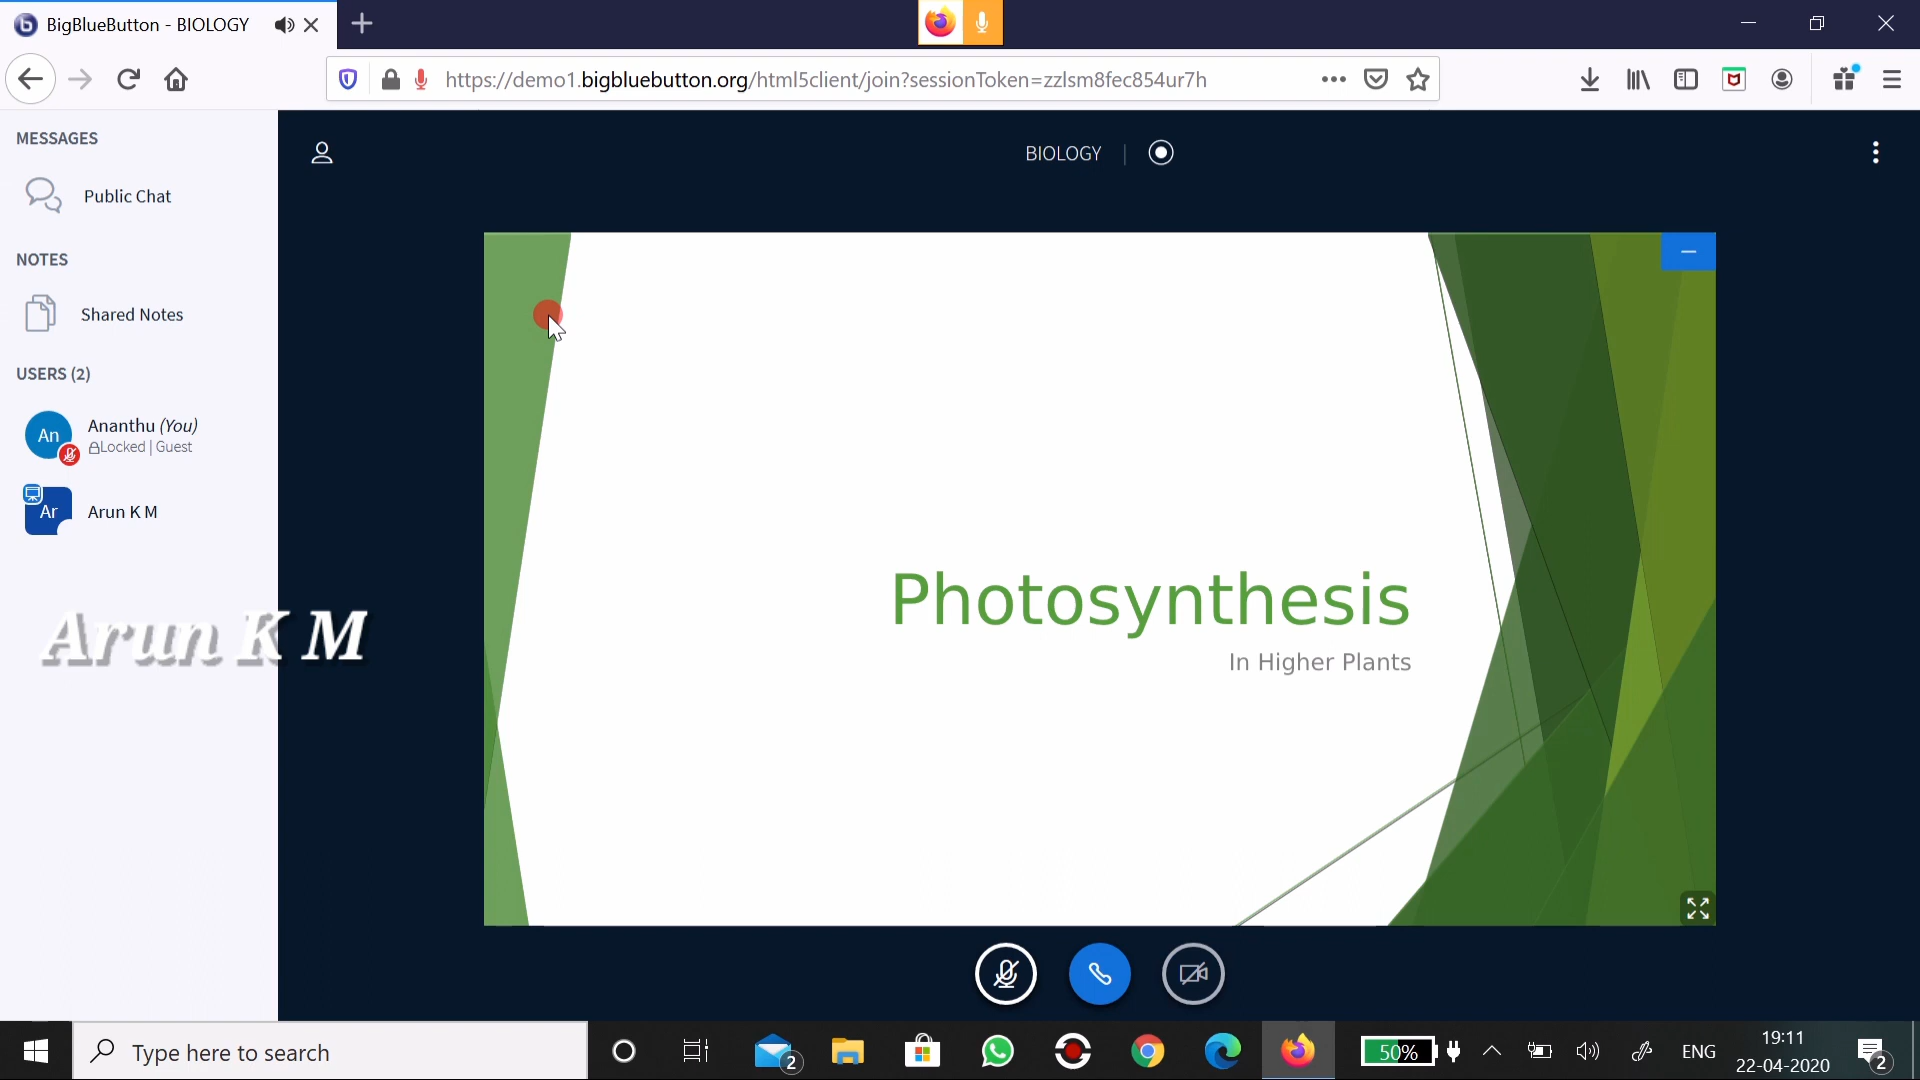 BigBlueButton - BIOLOGY
https://demo1.bigbluebutton.org/html5client/join?sessionToken=zzlsm8fec854ur7h
MESSAGES
Public Chat
NOTES
Shared Notes
USERS (2)
An
Ananthu (You)
Locked | Guest
Ar
Arun K M
BIOLOGY
Photosynthesis
In Higher Plants
Arun K M
Type here to search
2
50%
ENG
19:11
22-04-2020
2